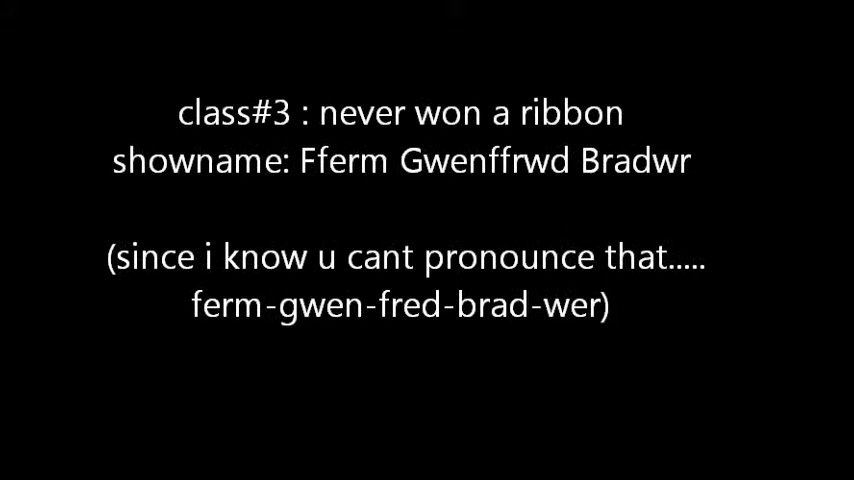 class#3 : never won a ribbon
showname: Fferm Gwenffrwd Bradwr
(since i know u cant pronounce that.....
ferm-gwen-fred-brad-wer)